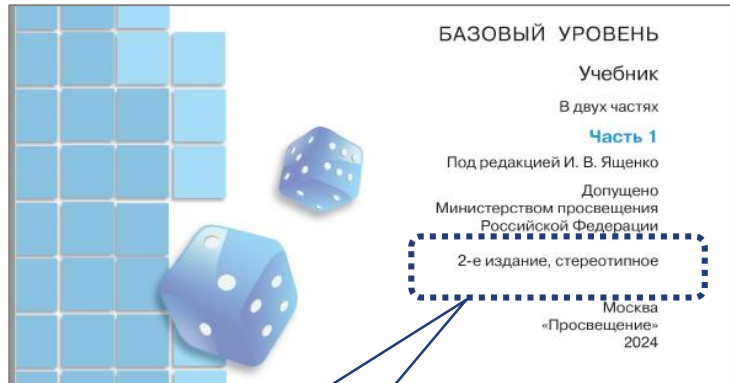 БАЗОВЫЙ УРОВЕНЬ
Учебник
В двух частях
Часть 1
Под редакцией И. В. Ященко
Допущено
Министерством просвещения
Российской Федерации
2-е издание, стереотипное
Москва
«Просвещение»
2024